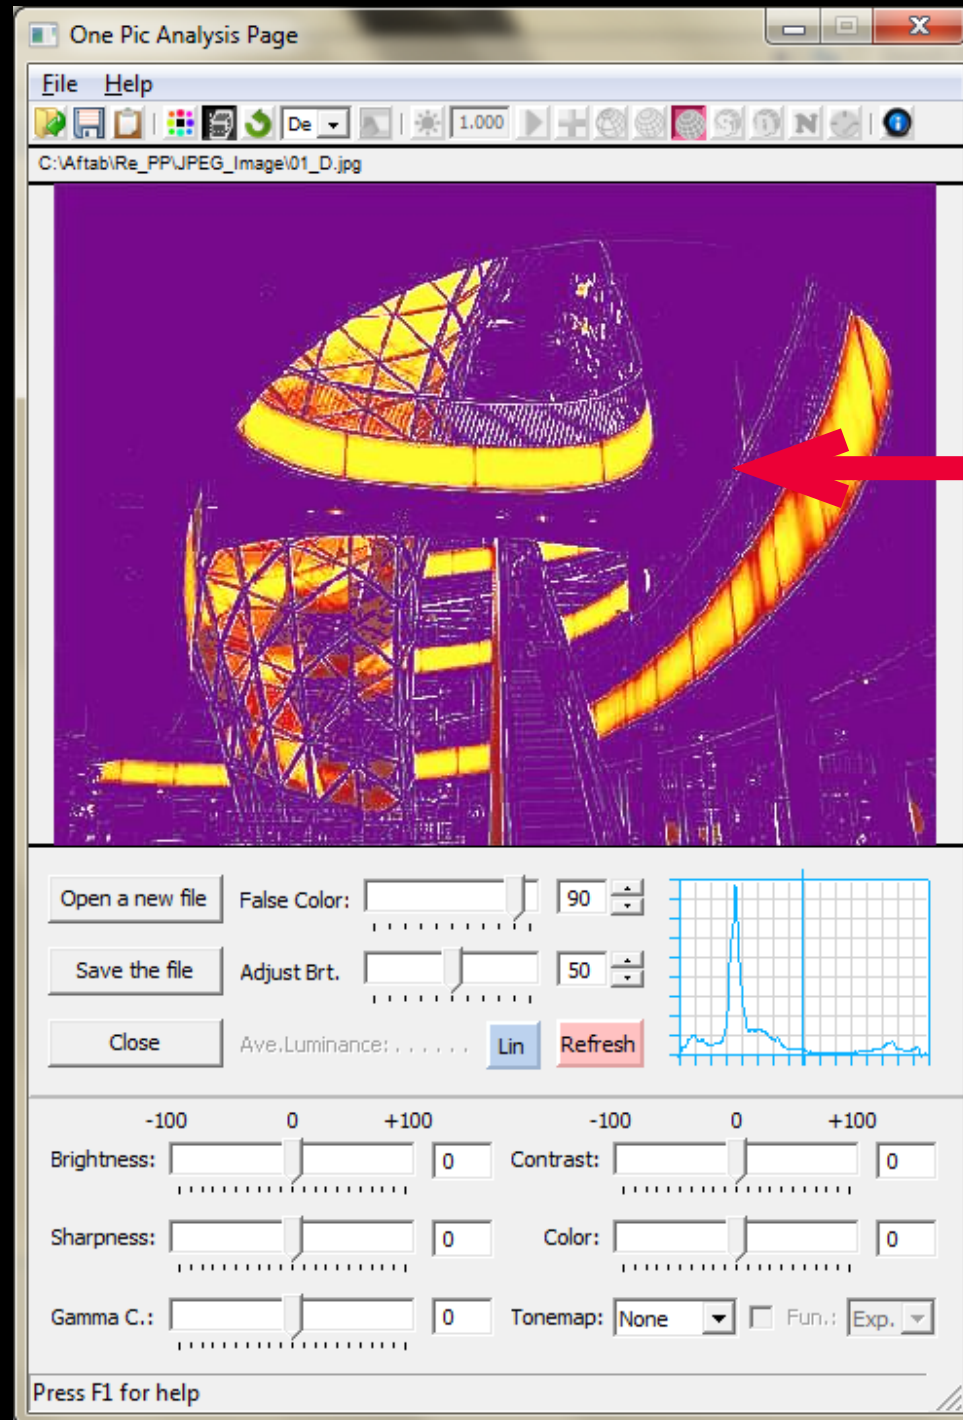 One Pic Analysis Page
File Help
De 1.000 N i
C:\Aftab\Re_PP\JPEG_Image\01_D.jpg
Open a new file False Color: 90
Save the file Adjust Brt. 50
Close Ave.Luminance: . . . . . . Lin Refresh
-100 0 +100 -100 0 +100
Brightness: 0 Contrast: 0
Sharpness: 0 Color: 0
Gamma C.: 0 Tonemap: None Fun.: Exp.
Press F1 for help